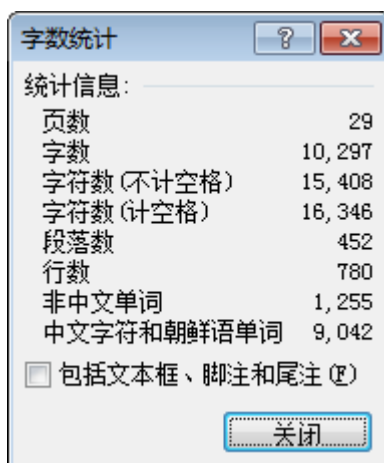 字数统计
统计信息:
页数 29
字数 10,297
字符数(不计空格) 15,408
字符数(计空格) 16,346
段落数 452
行数 780
非中文单词 1,255
中文字符和朝鲜语单词 9,042
包括文本框、脚注和尾注(F)
关闭